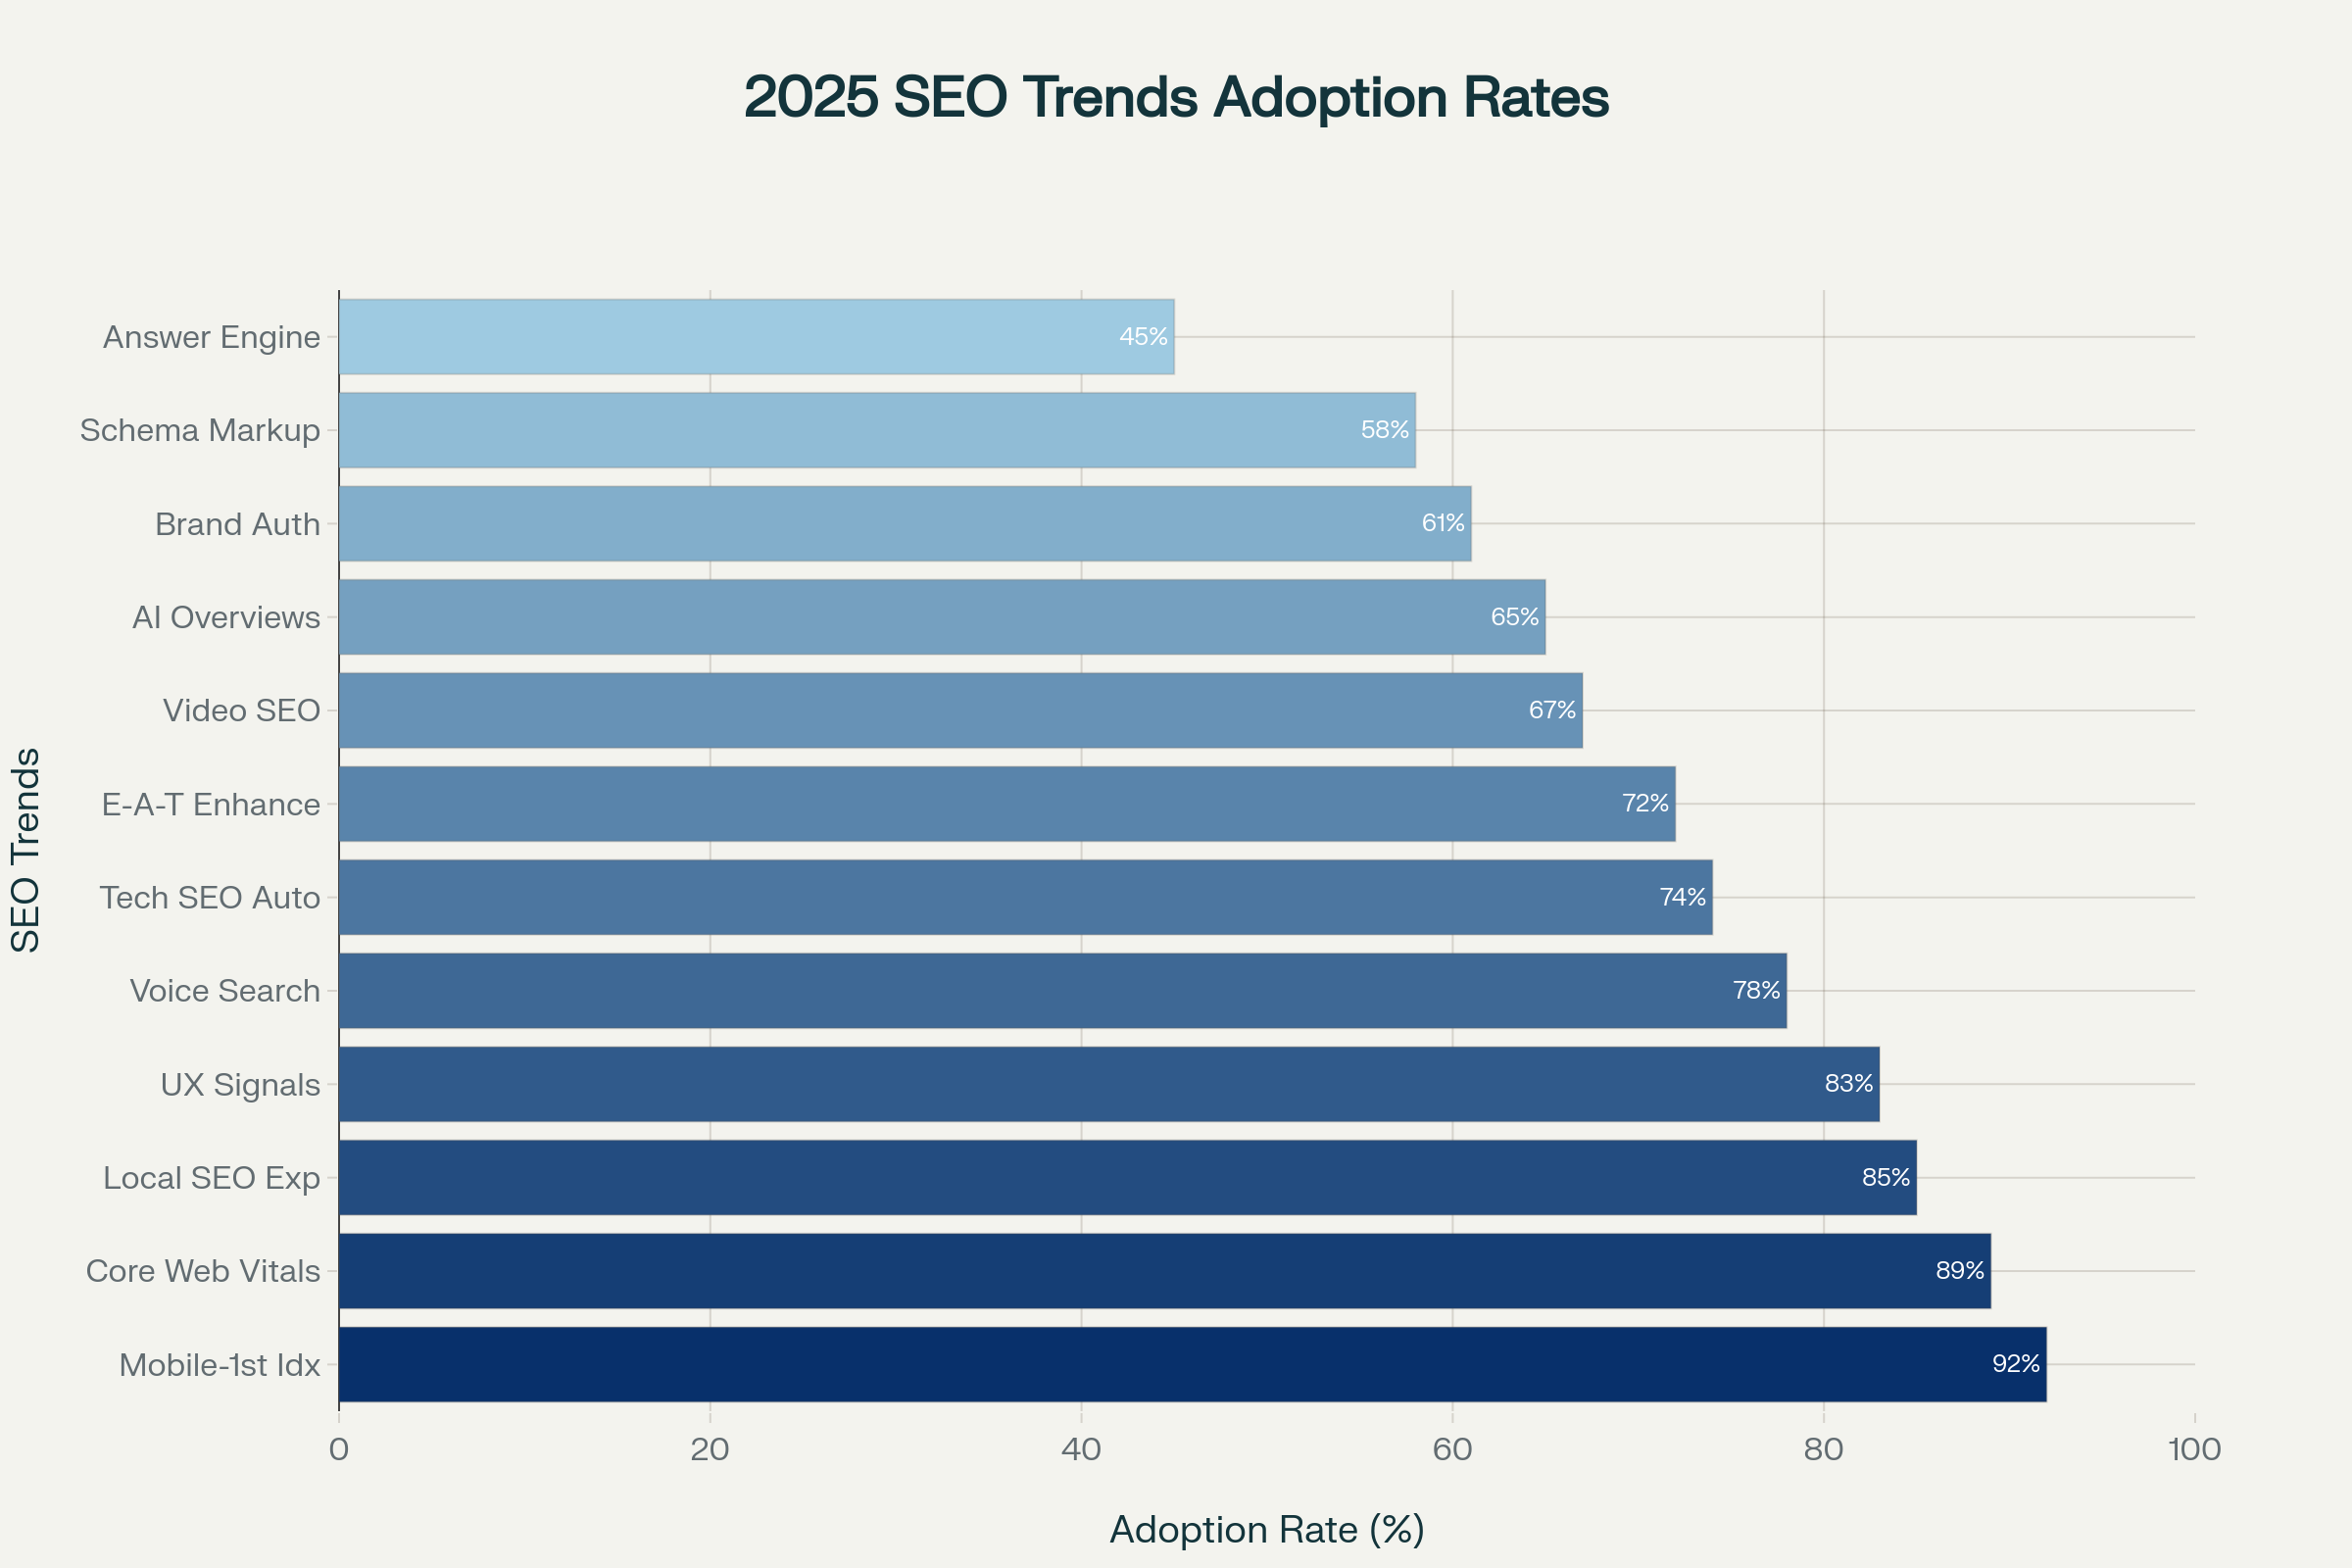 2025 SEO Trends Adoption Rates
SEO Trends
Answer Engine 45%
Schema Markup 58%
Brand Auth 61%
AI Overviews 65%
Video SEO 67%
E-A-T Enhance 72%
Tech SEO Auto 74%
Voice Search 78%
UX Signals 83%
Local SEO Exp 85%
Core Web Vitals 89%
Mobile-1st Idx 92%
0 20 40 60 80 100
Adoption Rate (%)